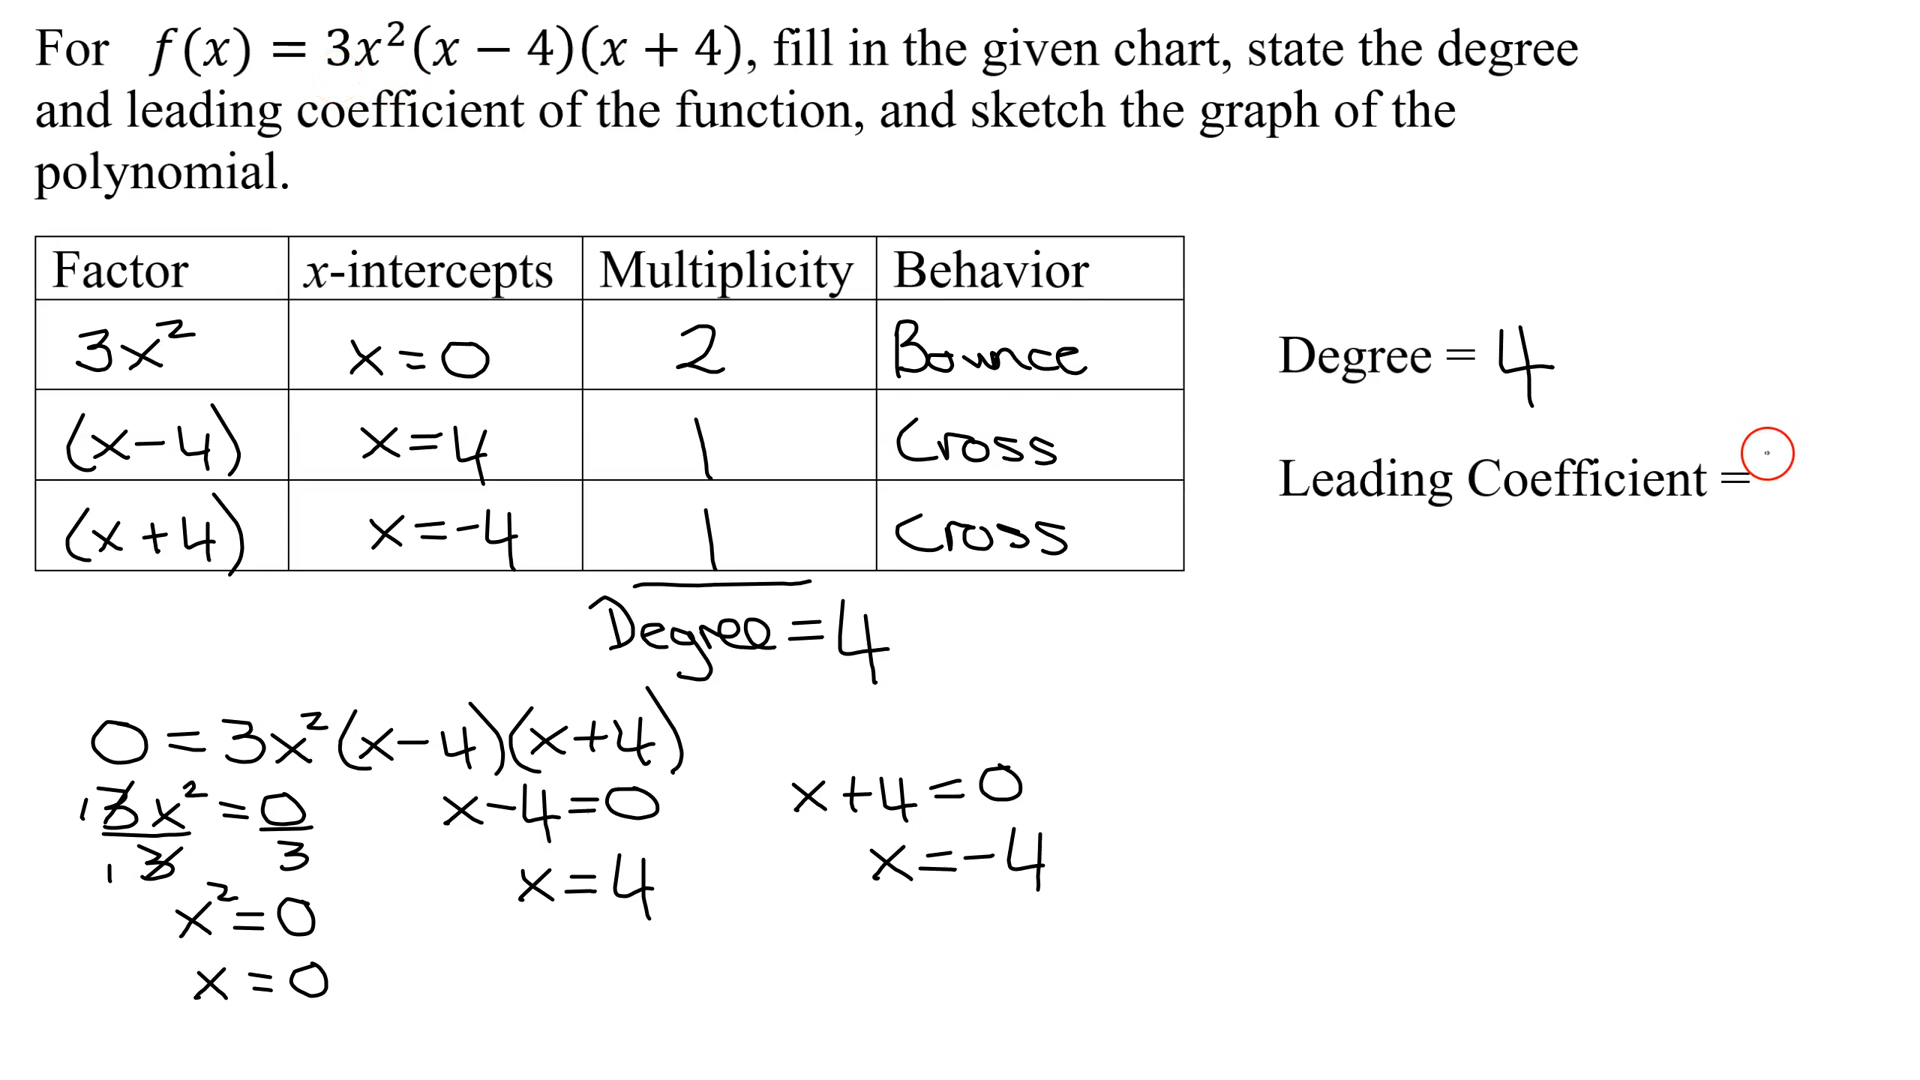 For f(x) = 3x²(x − 4)(x + 4), fill in the given chart, state the degree
and leading coefficient of the function, and sketch the graph of the
polynomial.
Factor x-intercepts Multiplicity Behavior
3x² x=0 2 Bounce
(x-4) x=4 1 Cross
(x+4) x=-4 1 Cross
Degree=4
Degree = 4
Leading Coefficient =
0=3x²(x-4)(x+4)
1 3x²=0 x-4=0 x+4=0
1 3 3 x=4 x=-4
x²=0
x=0